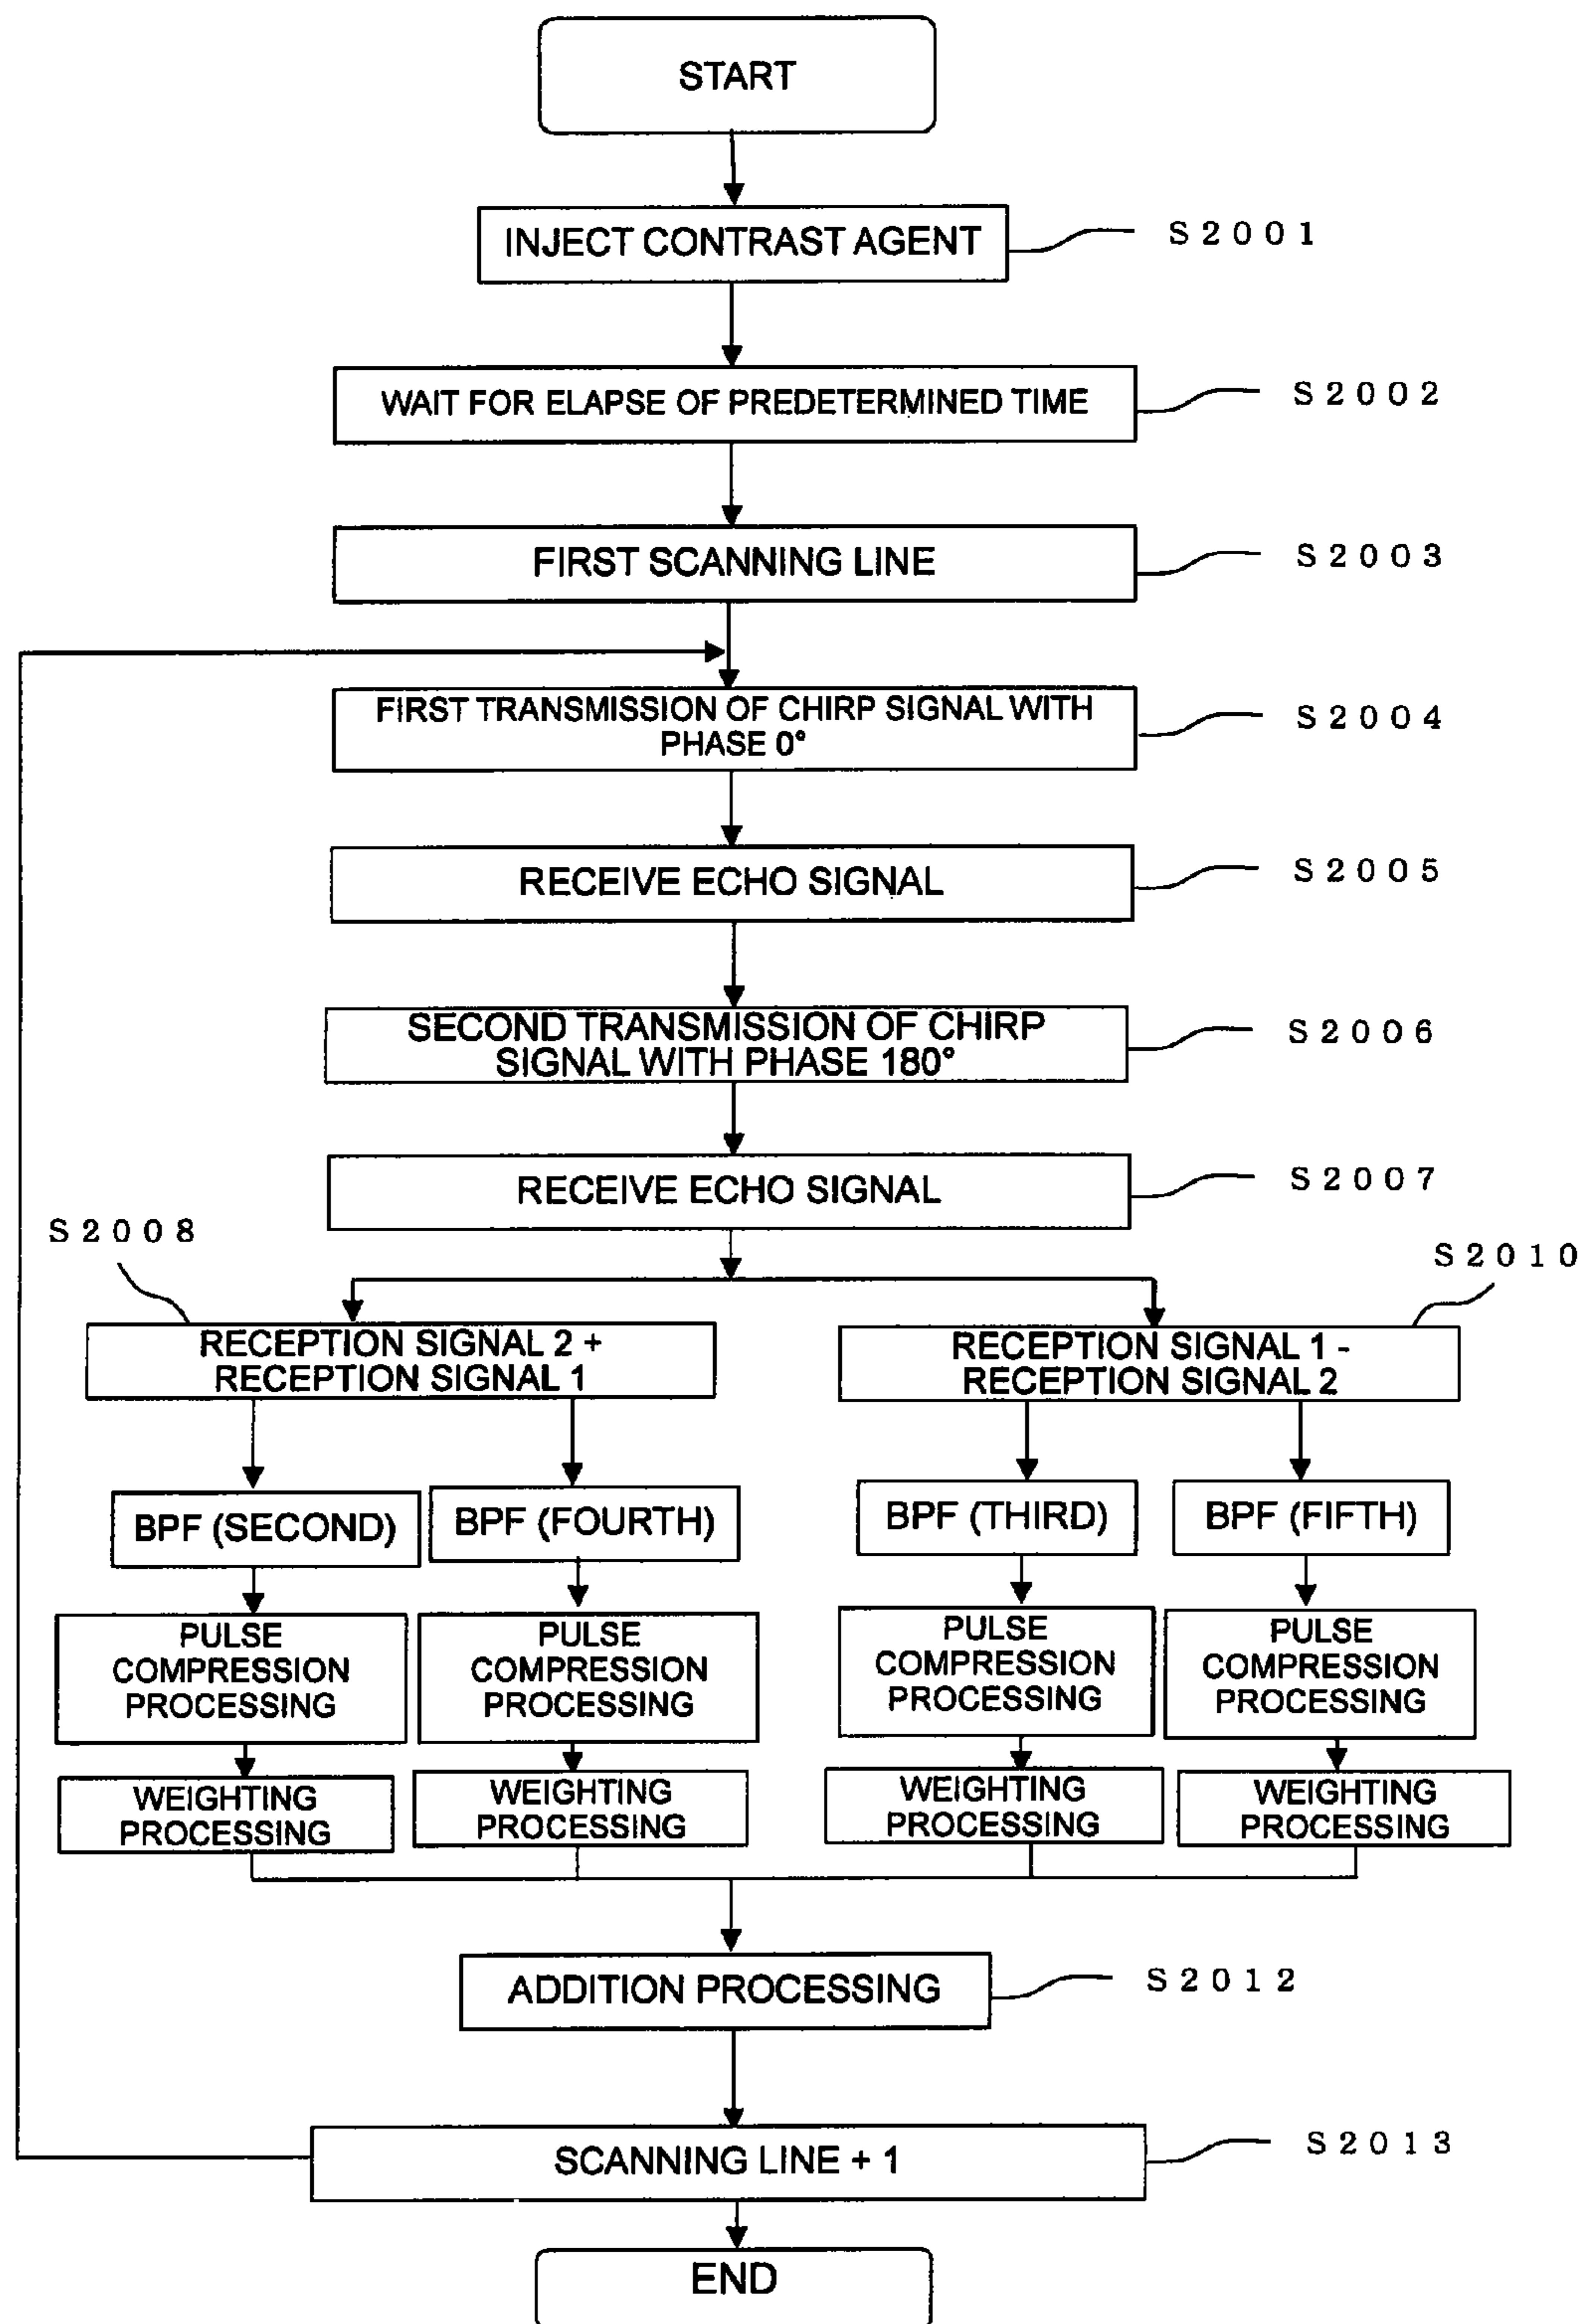 START
INJECT CONTRAST AGENT
S2001
WAIT FOR ELAPSE OF PREDETERMINED TIME
S2002
FIRST SCANNING LINE
S2003
FIRST TRANSMISSION OF CHIRP SIGNAL WITH
PHASE 0°
S2004
RECEIVE ECHO SIGNAL
S2005
SECOND TRANSMISSION OF CHIRP
SIGNAL WITH PHASE 180°
S2006
RECEIVE ECHO SIGNAL
S2007
S2008
S2010
RECEPTION SIGNAL 2 +
RECEPTION SIGNAL 1
RECEPTION SIGNAL 1 -
RECEPTION SIGNAL 2
BPF (SECOND)
BPF (FOURTH)
BPF (THIRD)
BPF (FIFTH)
PULSE
COMPRESSION
PROCESSING
PULSE
COMPRESSION
PROCESSING
PULSE
COMPRESSION
PROCESSING
PULSE
COMPRESSION
PROCESSING
WEIGHTING
PROCESSING
WEIGHTING
PROCESSING
WEIGHTING
PROCESSING
WEIGHTING
PROCESSING
ADDITION PROCESSING
S2012
SCANNING LINE + 1
S2013
END